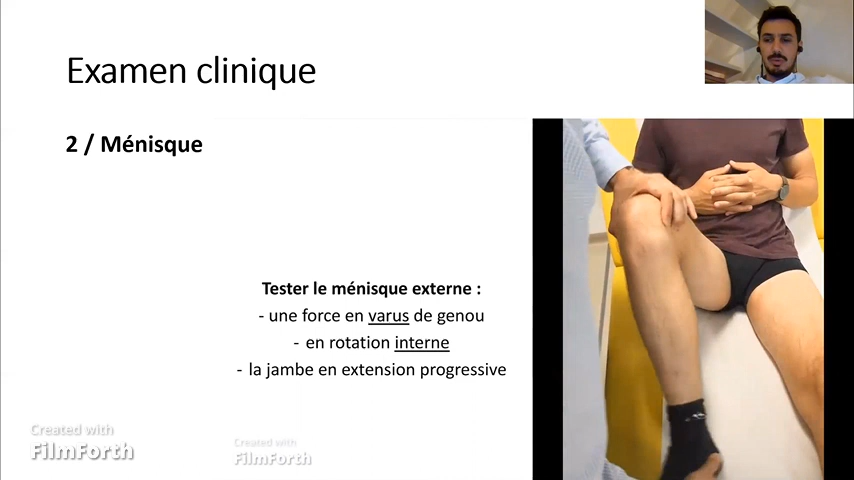 Examen clinique
2 / Ménisque
Tester le ménisque externe :
- une force en varus de genou
- en rotation interne
- la jambe en extension progressive
Created with
FilmForth
Created with
FilmForth